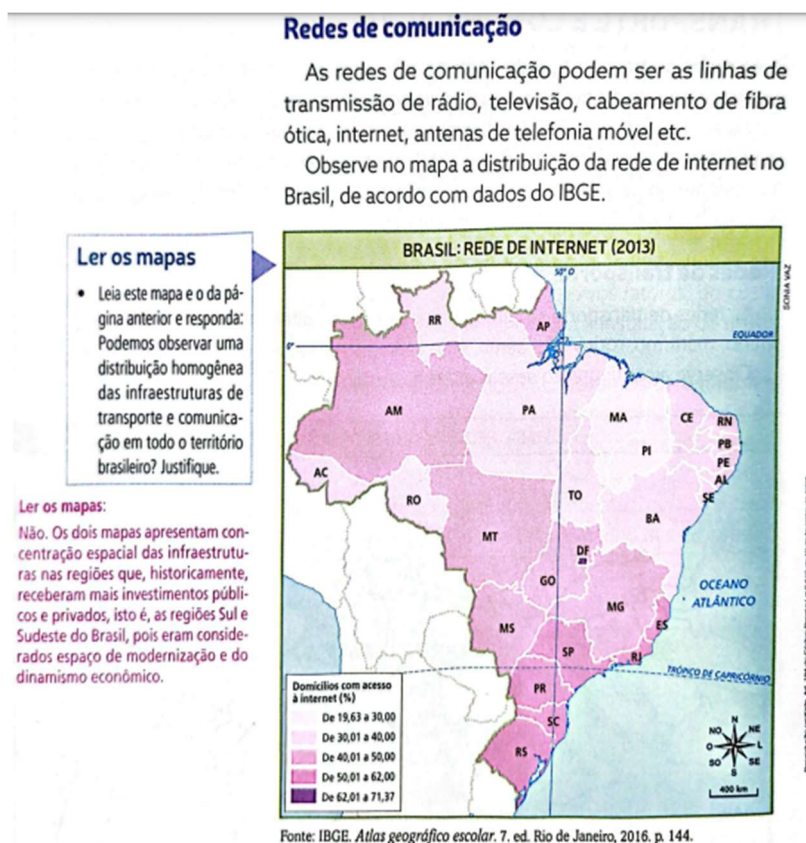 Redes de comunicação
As redes de comunicação podem ser as linhas de
transmissão de rádio, televisão, cabeamento de fibra
ótica, internet, antenas de telefonia móvel etc.
Observe no mapa a distribuição da rede de internet no
Brasil, de acordo com dados do IBGE.
Ler os mapas
• Leia este mapa e o da pá-
gina anterior e responda:
Podemos observar uma
distribuição homogênea
das infraestruturas de
transporte e comunica-
ção em todo o território
brasileiro? Justifique.
Ler os mapas:
Não. Os dois mapas apresentam con-
centração espacial das infraestrutu-
ras nas regiões que, historicamente,
receberam mais investimentos públi-
cos e privados, isto é, as regiões Sul e
Sudeste do Brasil, pois eram conside-
rados espaço de modernização e do
dinamismo econômico.
BRASIL: REDE DE INTERNET (2013)
SONIA VAZ
50° O
EQUADOR
0°
RR
AP
AM
PA
MA
CE
RN
PB
PI
PE
AL
AC
RO
TO
SE
BA
MT
DF
GO
OCEANO
ATLÂNTICO
MG
MS
ES
SP
RJ
TRÓPICO DE CAPRICÓRNIO
PR
SC
RS
Domicílios com acesso
à internet (%)
De 19,63 a 30,00
De 30,01 a 40,00
De 40,01 a 50,00
De 50,01 a 62,00
De 62,01 a 71,37
N
NO NE
O L
SO SE
S
400 km
Fonte: IBGE. Atlas geográfico escolar. 7. ed. Rio de Janeiro, 2016. p. 144.